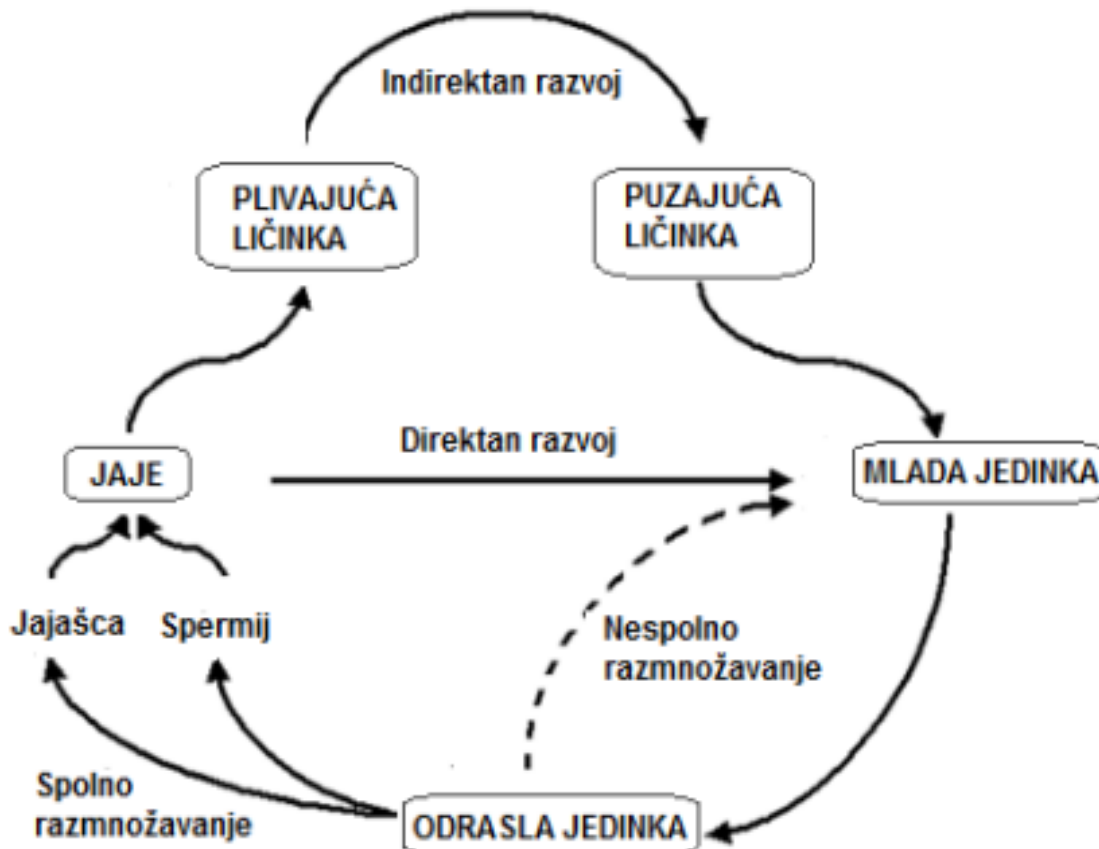 Indirektan razvoj
PLIVAJUĆA
LIČINKA
PUZAJUĆA
LIČINKA
Direktan razvoj
JAJE
MLADA JEDINKA
Jajašca
Spermij
Nespolno
razmnožavanje
Spolno
razmnožavanje
ODRASLA JEDINKA